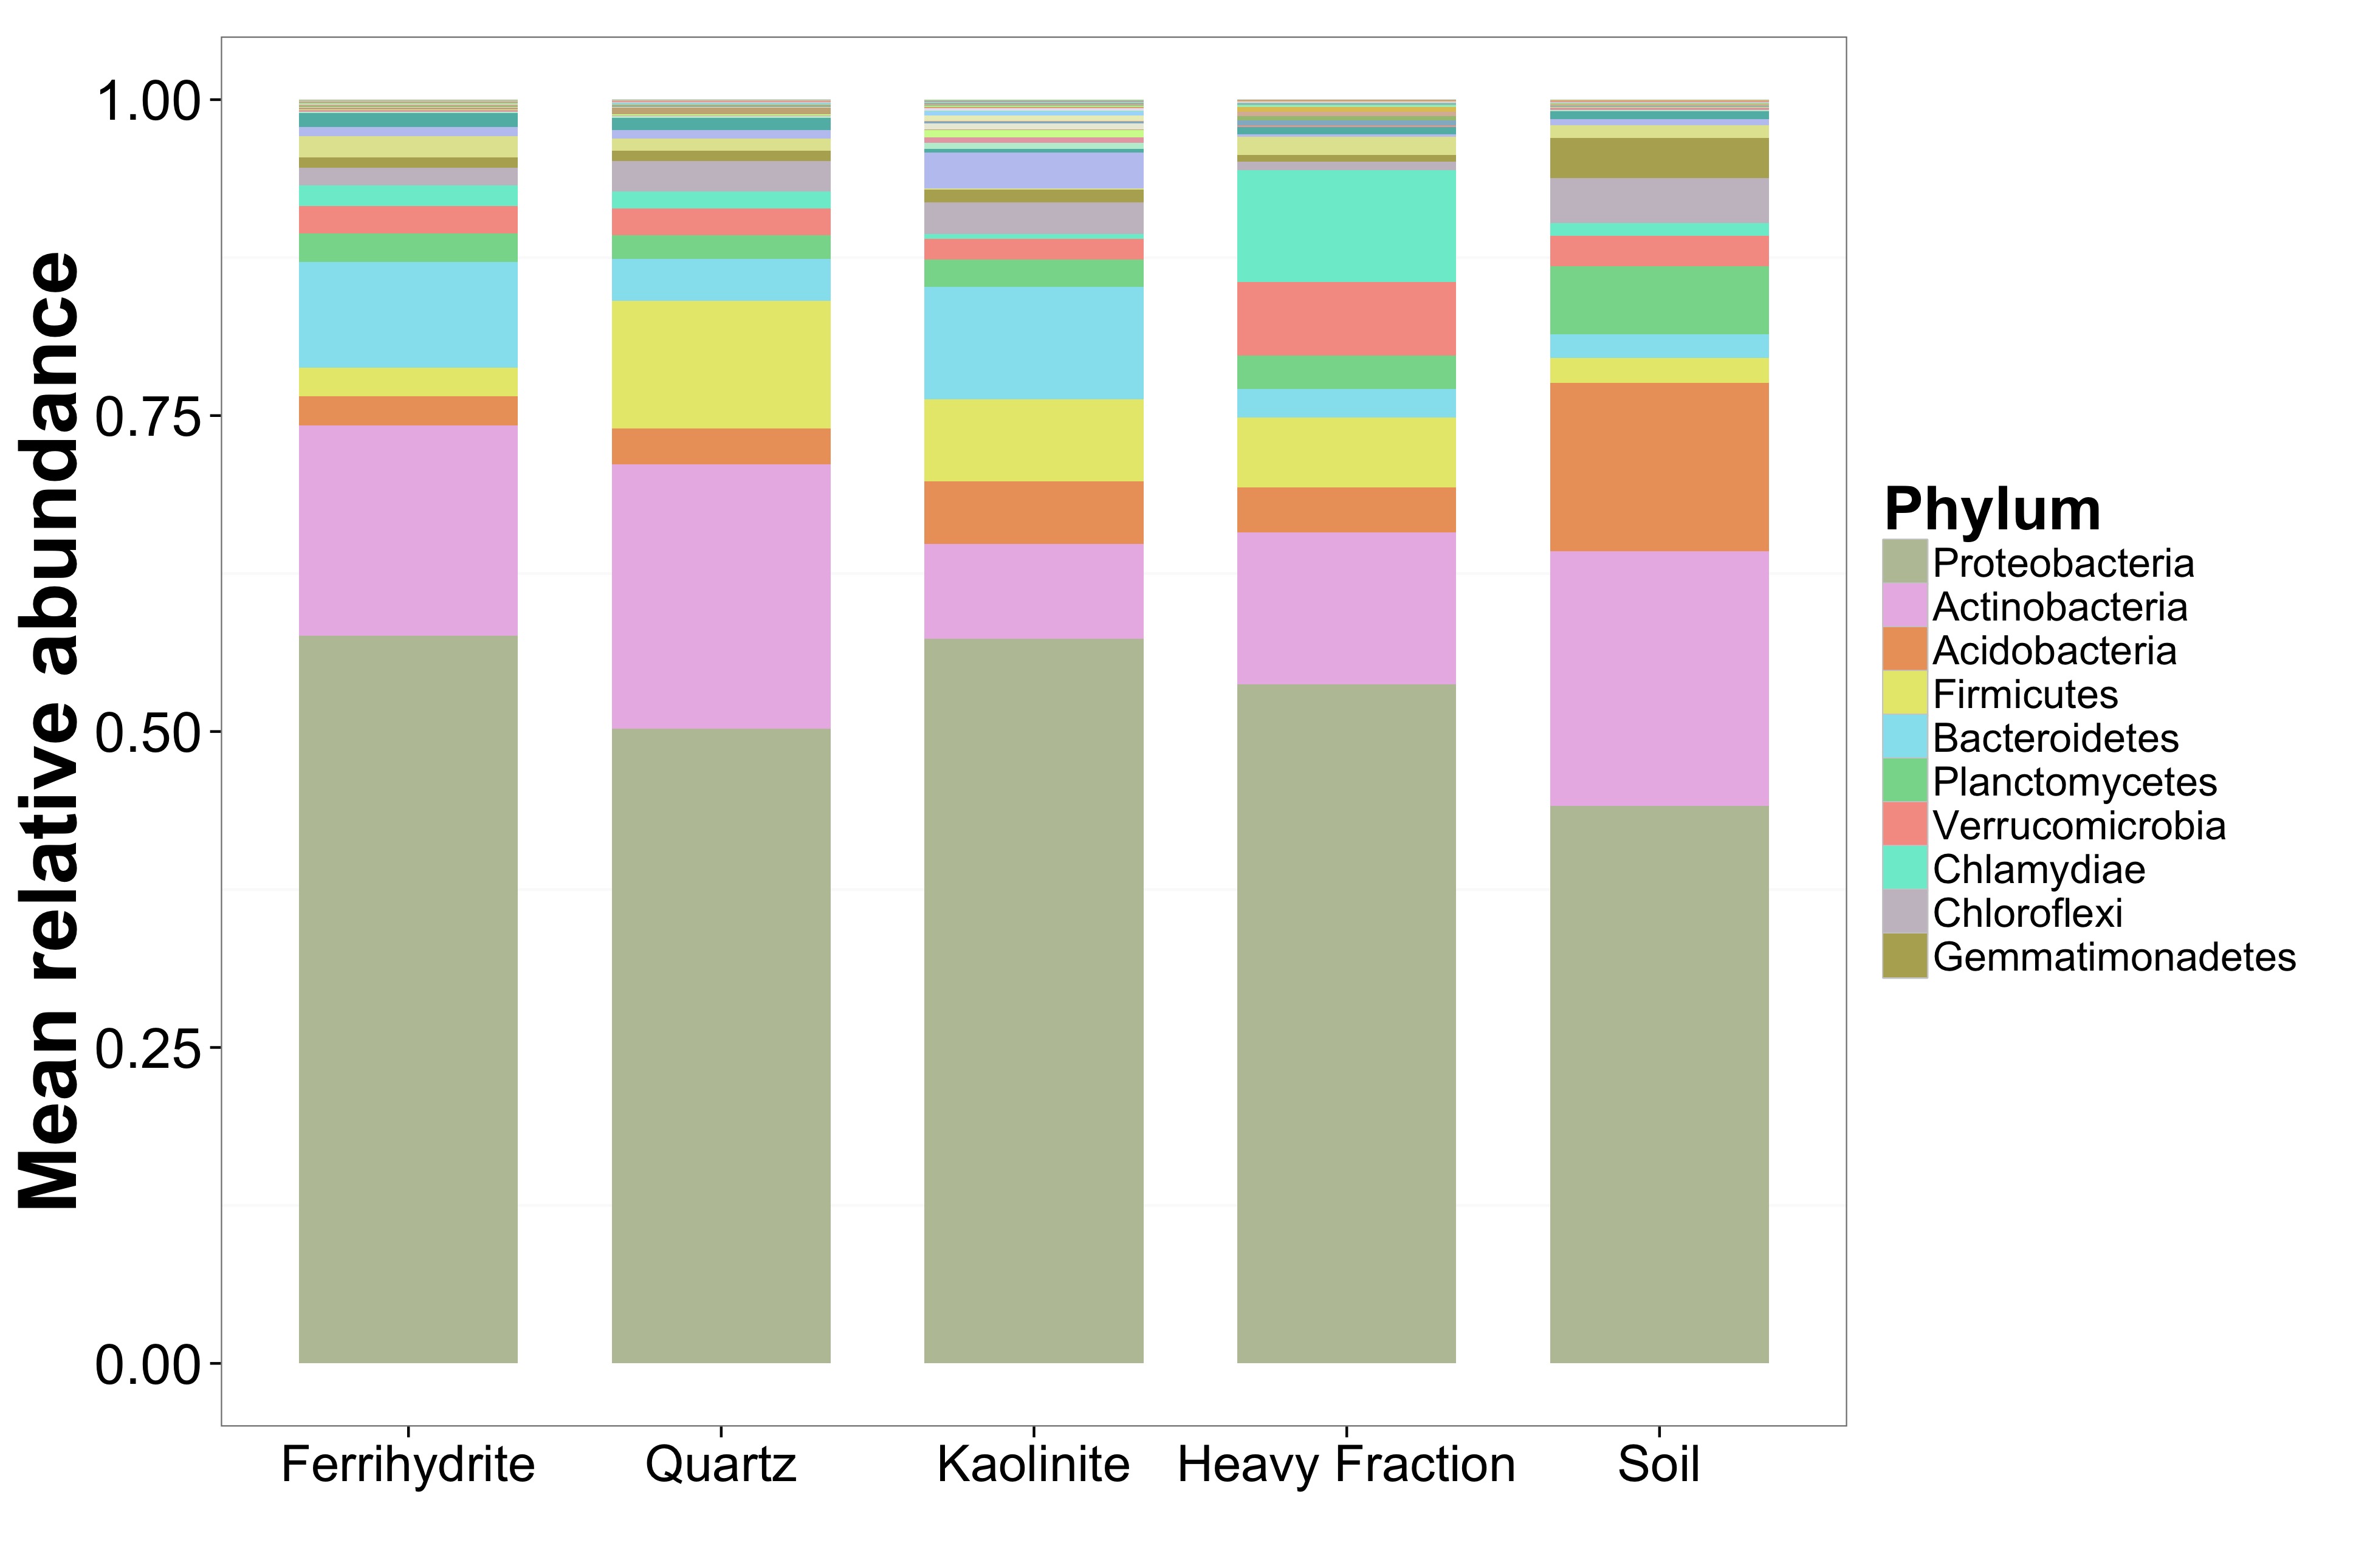 Mean relative abundance
1.00
0.75
0.50
0.25
0.00
Ferrihydrite
Quartz
Kaolinite
Heavy Fraction
Soil
Phylum
Proteobacteria
Actinobacteria
Acidobacteria
Firmicutes
Bacteroidetes
Planctomycetes
Verrucomicrobia
Chlamydiae
Chloroflexi
Gemmatimonadetes